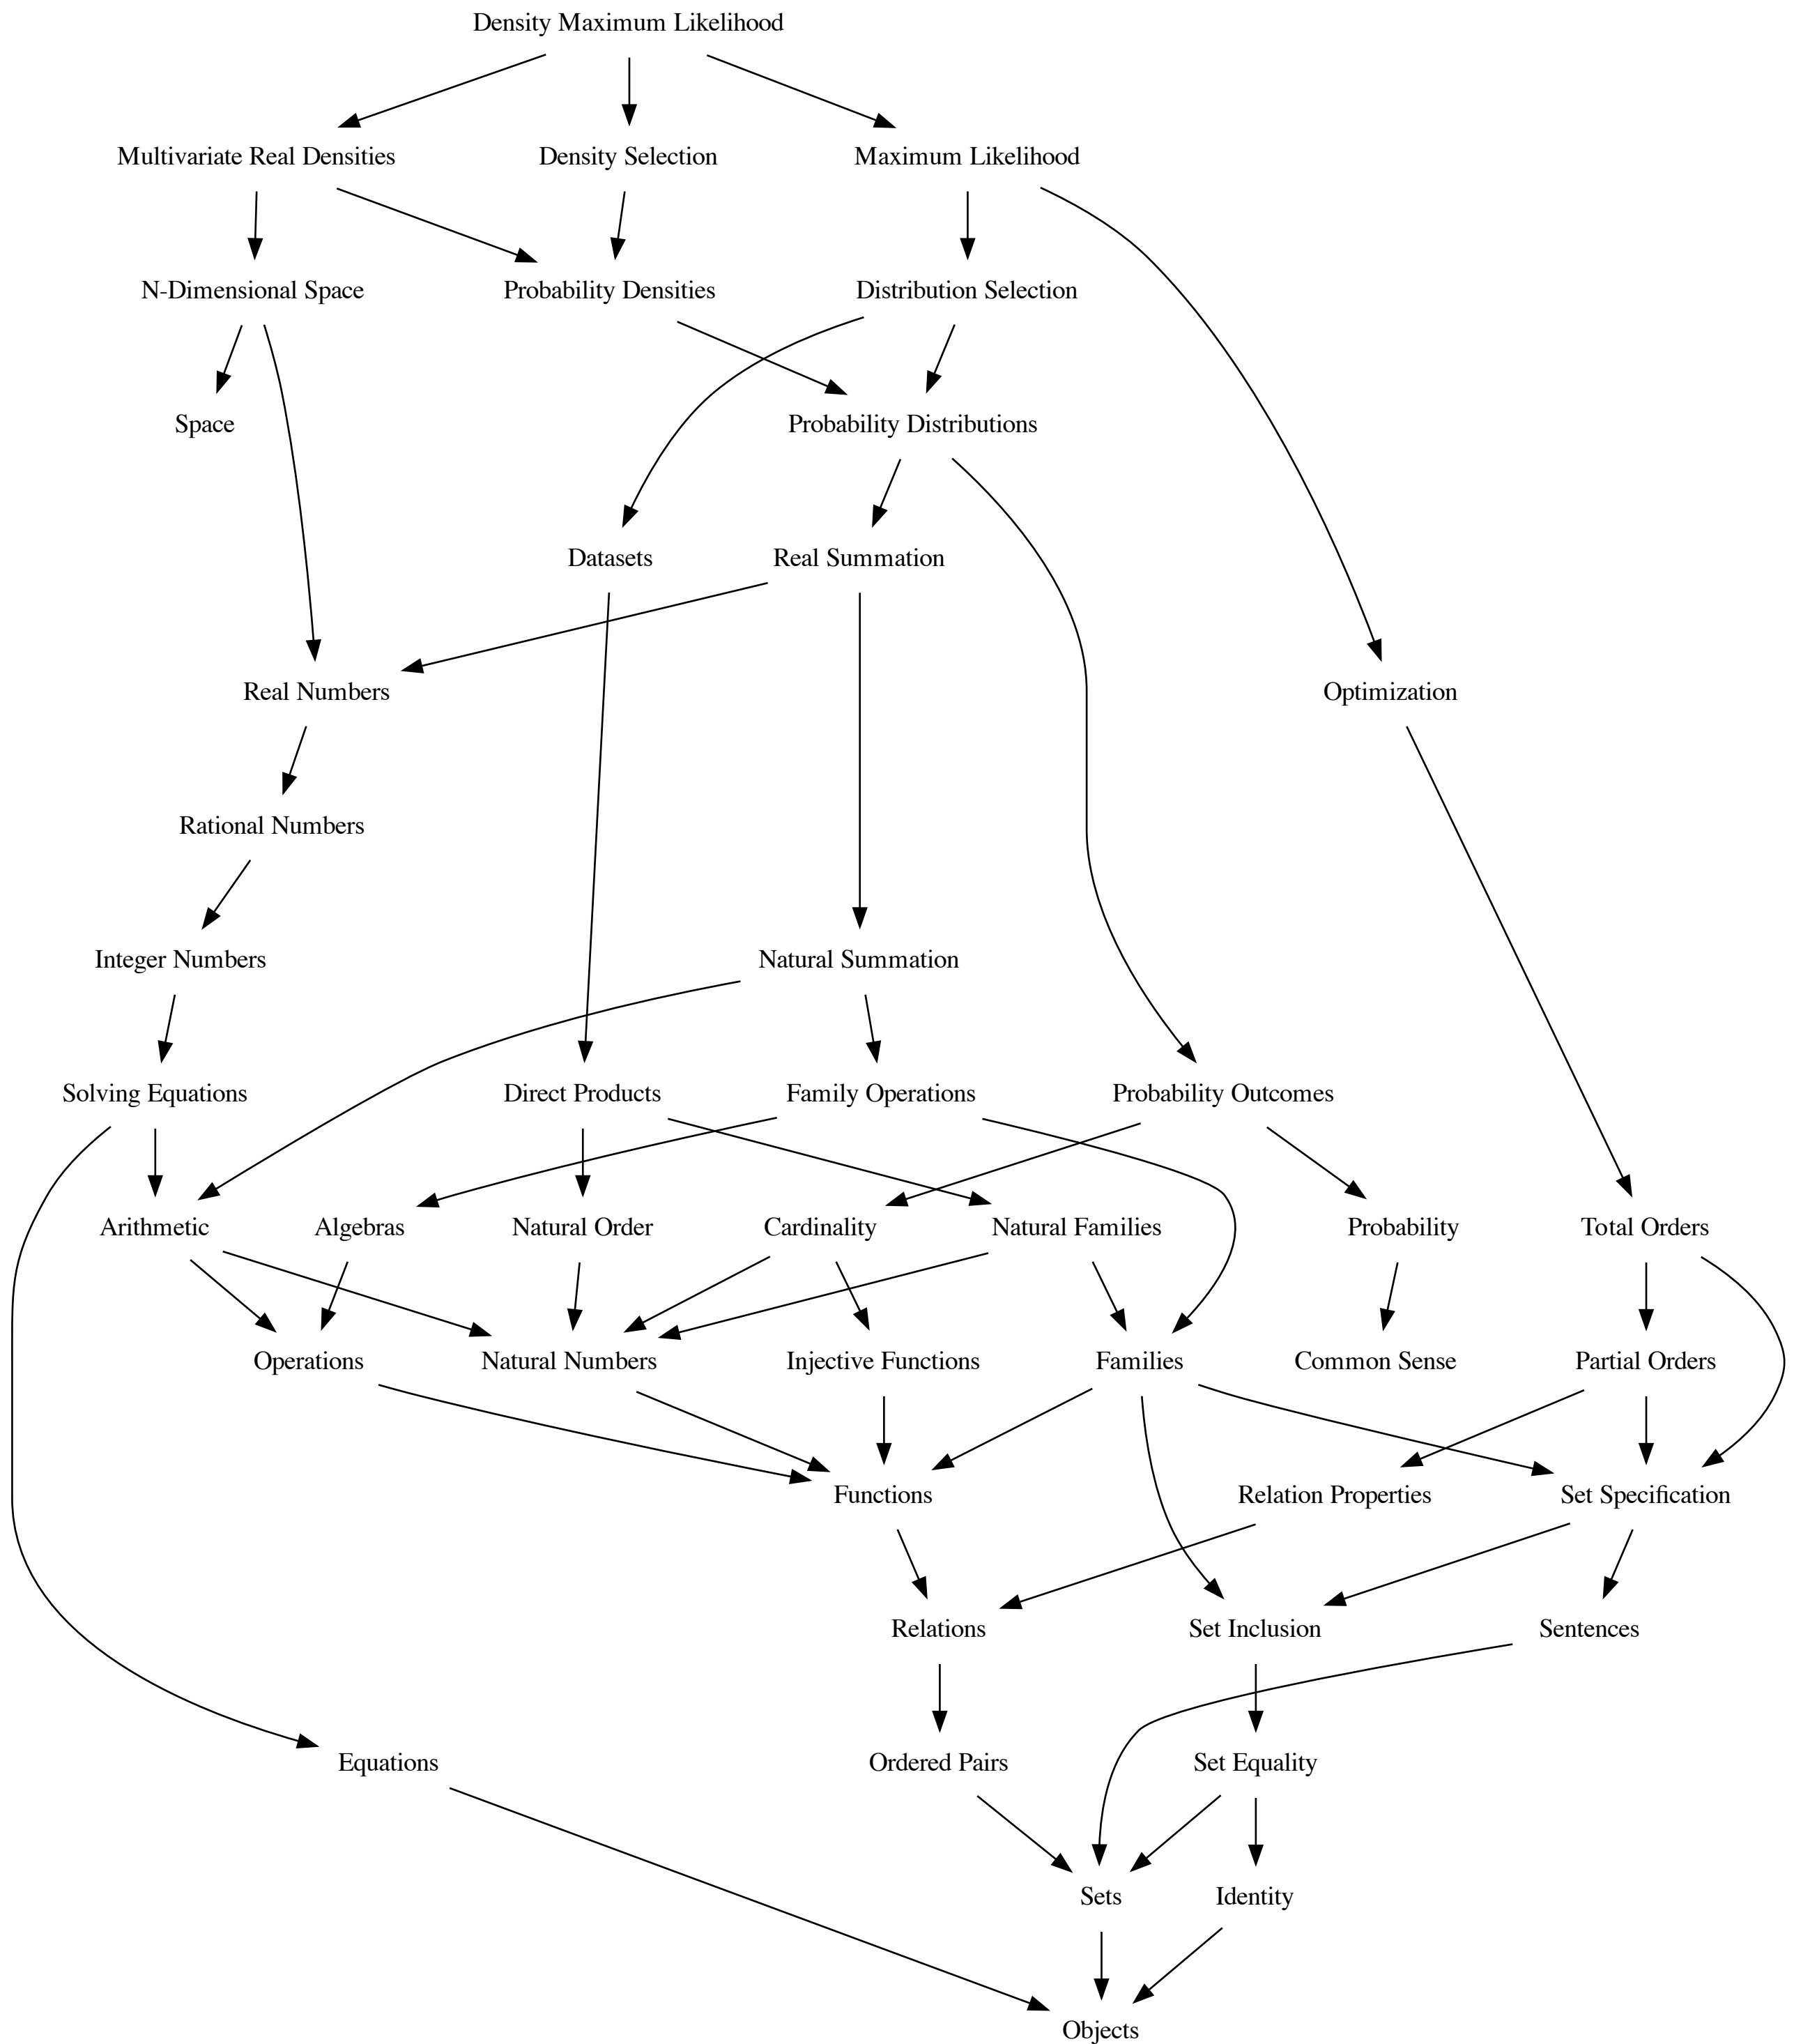 Density Maximum Likelihood
Multivariate Real Densities
Density Selection
Maximum Likelihood
N-Dimensional Space
Probability Densities
Distribution Selection
Space
Probability Distributions
Datasets
Real Summation
Real Numbers
Optimization
Rational Numbers
Integer Numbers
Natural Summation
Solving Equations
Direct Products
Family Operations
Probability Outcomes
Arithmetic
Algebras
Natural Order
Cardinality
Natural Families
Probability
Total Orders
Operations
Natural Numbers
Injective Functions
Families
Common Sense
Partial Orders
Functions
Relation Properties
Set Specification
Relations
Set Inclusion
Sentences
Equations
Ordered Pairs
Set Equality
Sets
Identity
Objects